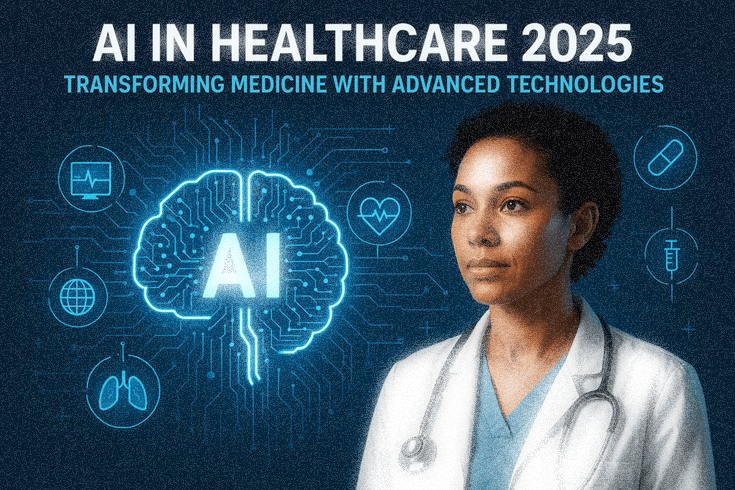 AI IN HEALTHCARE 2025
TRANSFORMING MEDICINE WITH ADVANCED TECHNOLOGIES
AI